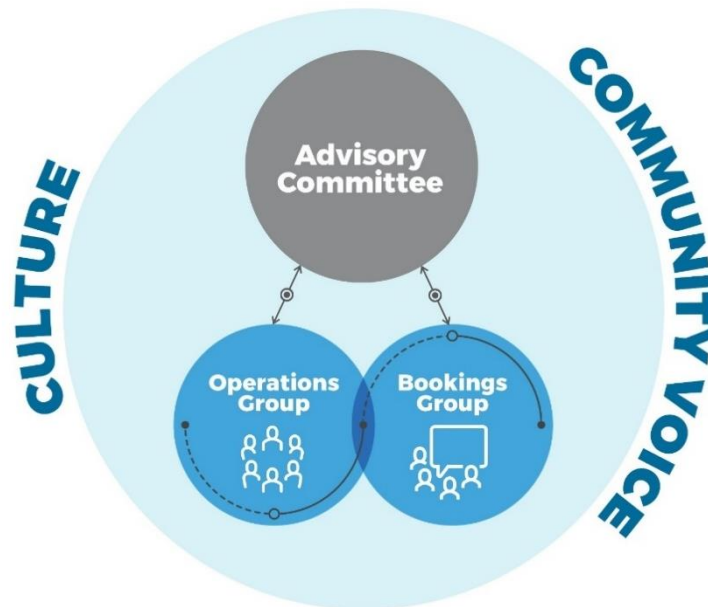 CULTURE
COMMUNITY VOICE
Advisory
Committee
Operations
Group
Bookings
Group